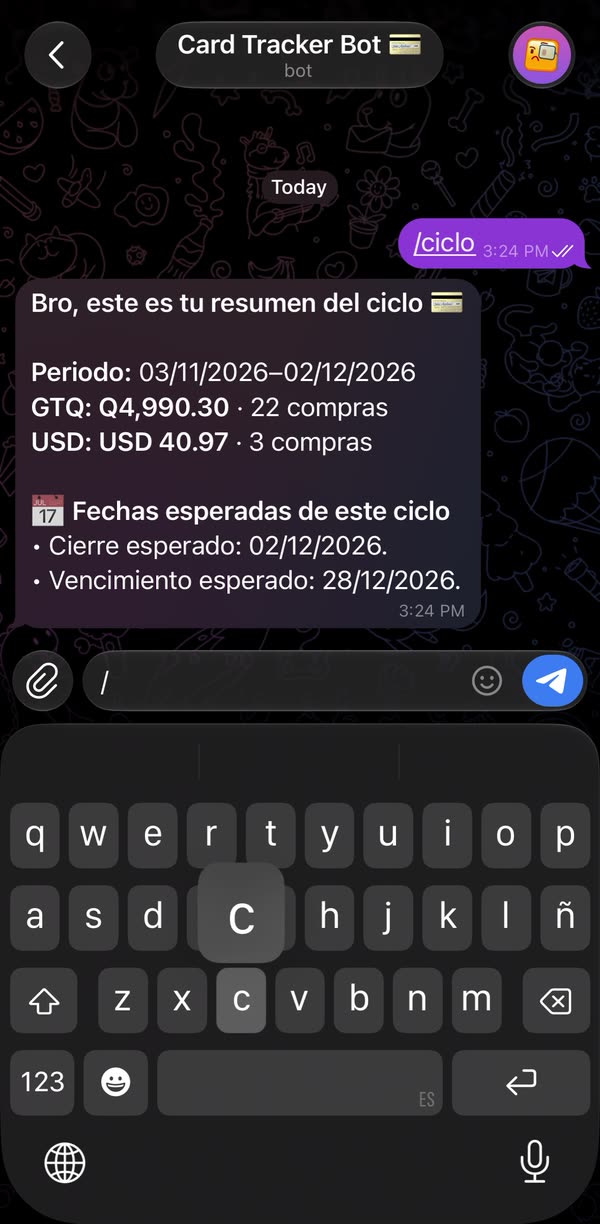 Card Tracker Bot 💳
bot
Today
/ciclo 3:24 PM
Bro, este es tu resumen del ciclo 💳
Periodo: 03/11/2026–02/12/2026
GTQ: Q4,990.30 · 22 compras
USD: USD 40.97 · 3 compras
📅 Fechas esperadas de este ciclo
• Cierre esperado: 02/12/2026.
• Vencimiento esperado: 28/12/2026.
3:24 PM
/
q w e r t y u i o p
a s d c h j k l ñ
z x c v b n m
123
ES